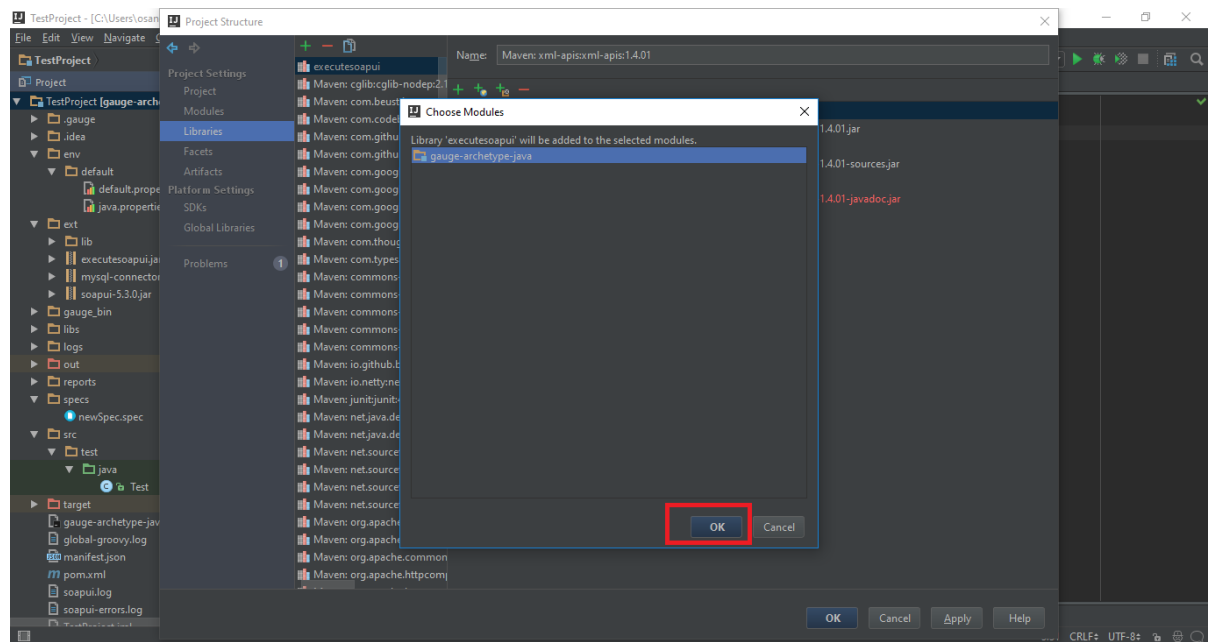 TestProject - [C:\Users\osan
File Edit View Navigate
TestProject
Project
TestProject [gauge-arch
.gauge
.idea
env
default
default.prope
java.propertie
ext
lib
executesoapui.ja
mysql-connector
soapui-5.3.0.jar
gauge_bin
libs
logs
out
reports
specs
newSpec.spec
src
test
java
Test
target
gauge-archetype-jav
global-groovy.log
manifest.json
pom.xml
soapui.log
soapui-errors.log
TestProject.iml
Project Structure
Project Settings
Project
Modules
Libraries
Facets
Artifacts
Platform Settings
SDKs
Global Libraries
Problems 1
executesoapui
Maven: cglib:cglib-nodep:2.1
Maven: com.beust
Maven: com.codel
Maven: com.githu
Maven: com.githu
Maven: com.goog
Maven: com.goog
Maven: com.goog
Maven: com.goog
Maven: com.thoug
Maven: com.types
Maven: commons-
Maven: commons-
Maven: commons-
Maven: commons-
Maven: io.github.b
Maven: io.netty:ne
Maven: junit:junit:4
Maven: net.java.de
Maven: net.java.de
Maven: net.source
Maven: net.source
Maven: net.source
Maven: net.source
Maven: org.apache
Maven: org.apache
Maven: org.apache.common
Maven: org.apache.httpcom
Name: Maven: xml-apis:xml-apis:1.4.01
1.4.01.jar
1.4.01-sources.jar
1.4.01-javadoc.jar
Choose Modules
Library 'executesoapui' will be added to the selected modules.
gauge-archetype-java
OK Cancel
OK Cancel Apply Help
CRLF÷ UTF-8÷